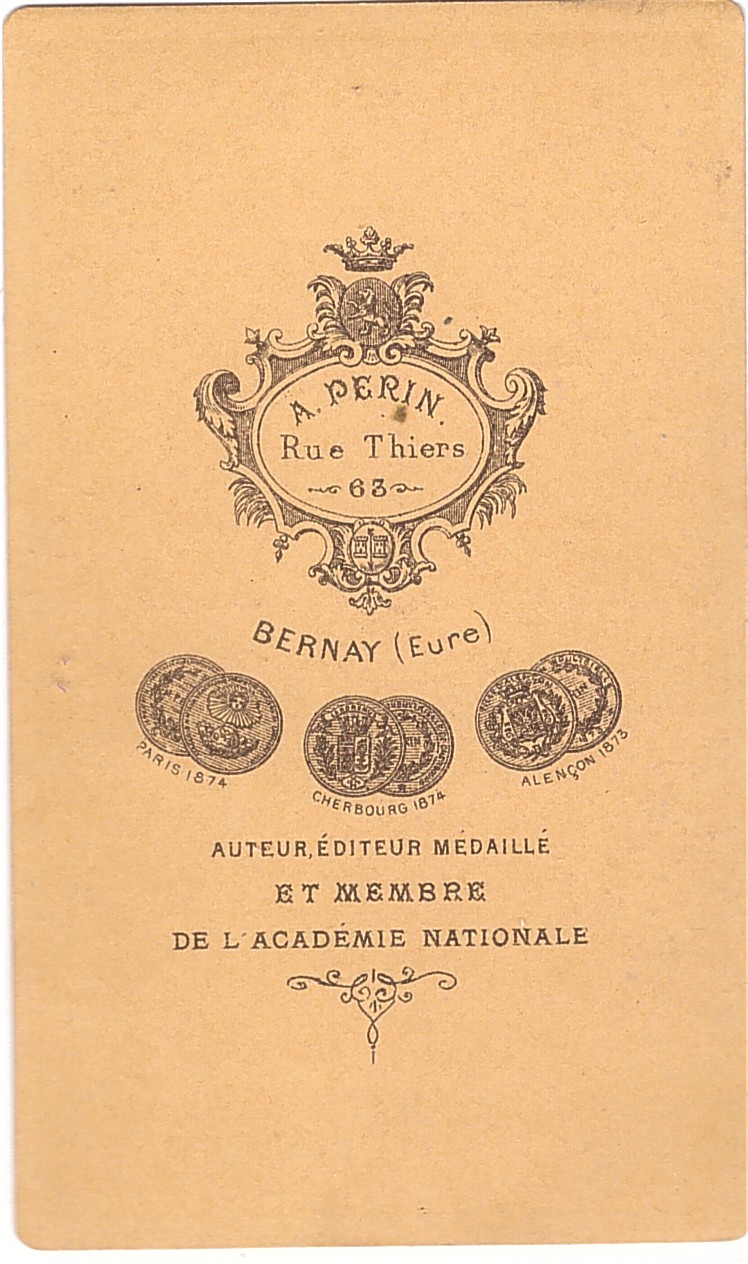 A. PERIN.
Rue Thiers
63
BERNAY (Eure)
PARIS 1874
CHERBOURG 1874
ALENÇON 1873
AUTEUR, ÉDITEUR MÉDAILLÉ
ET MEMBRE
DE L'ACADÉMIE NATIONALE